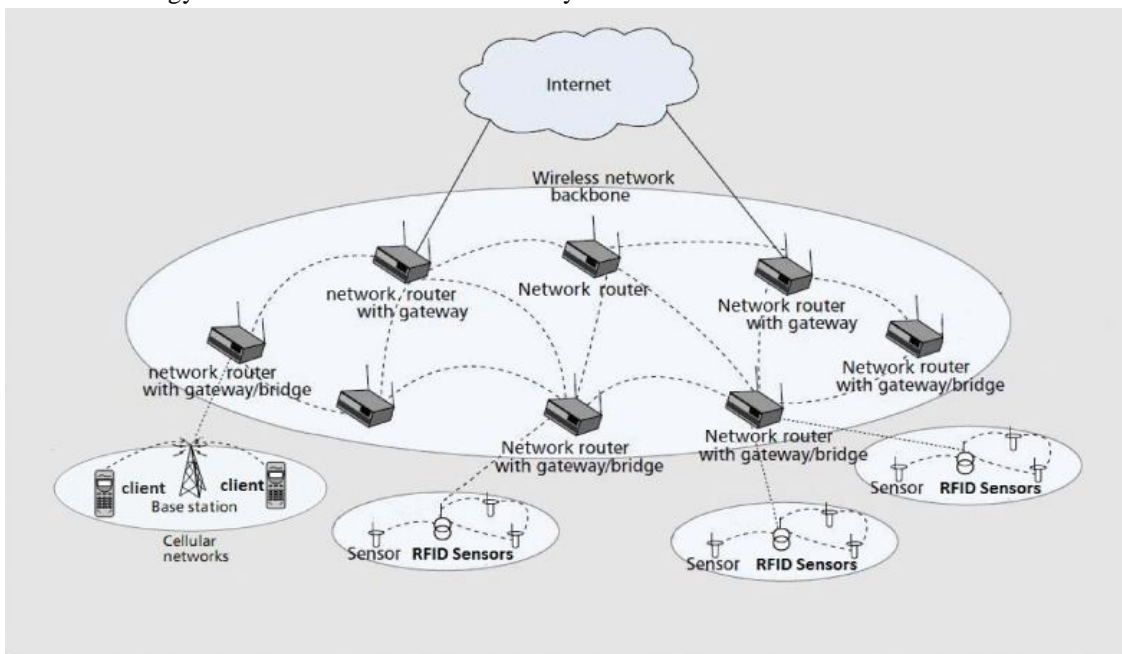 Internet
Wireless network
backbone
network router
with gateway
Network router
Network router
with gateway
network router
with gateway/bridge
Network router
with gateway/bridge
Network router
with gateway/bridge
Network router
with gateway/bridge
client
client
Base station
Cellular
networks
Sensor RFID Sensors
Sensor RFID Sensors
Sensor RFID Sensors